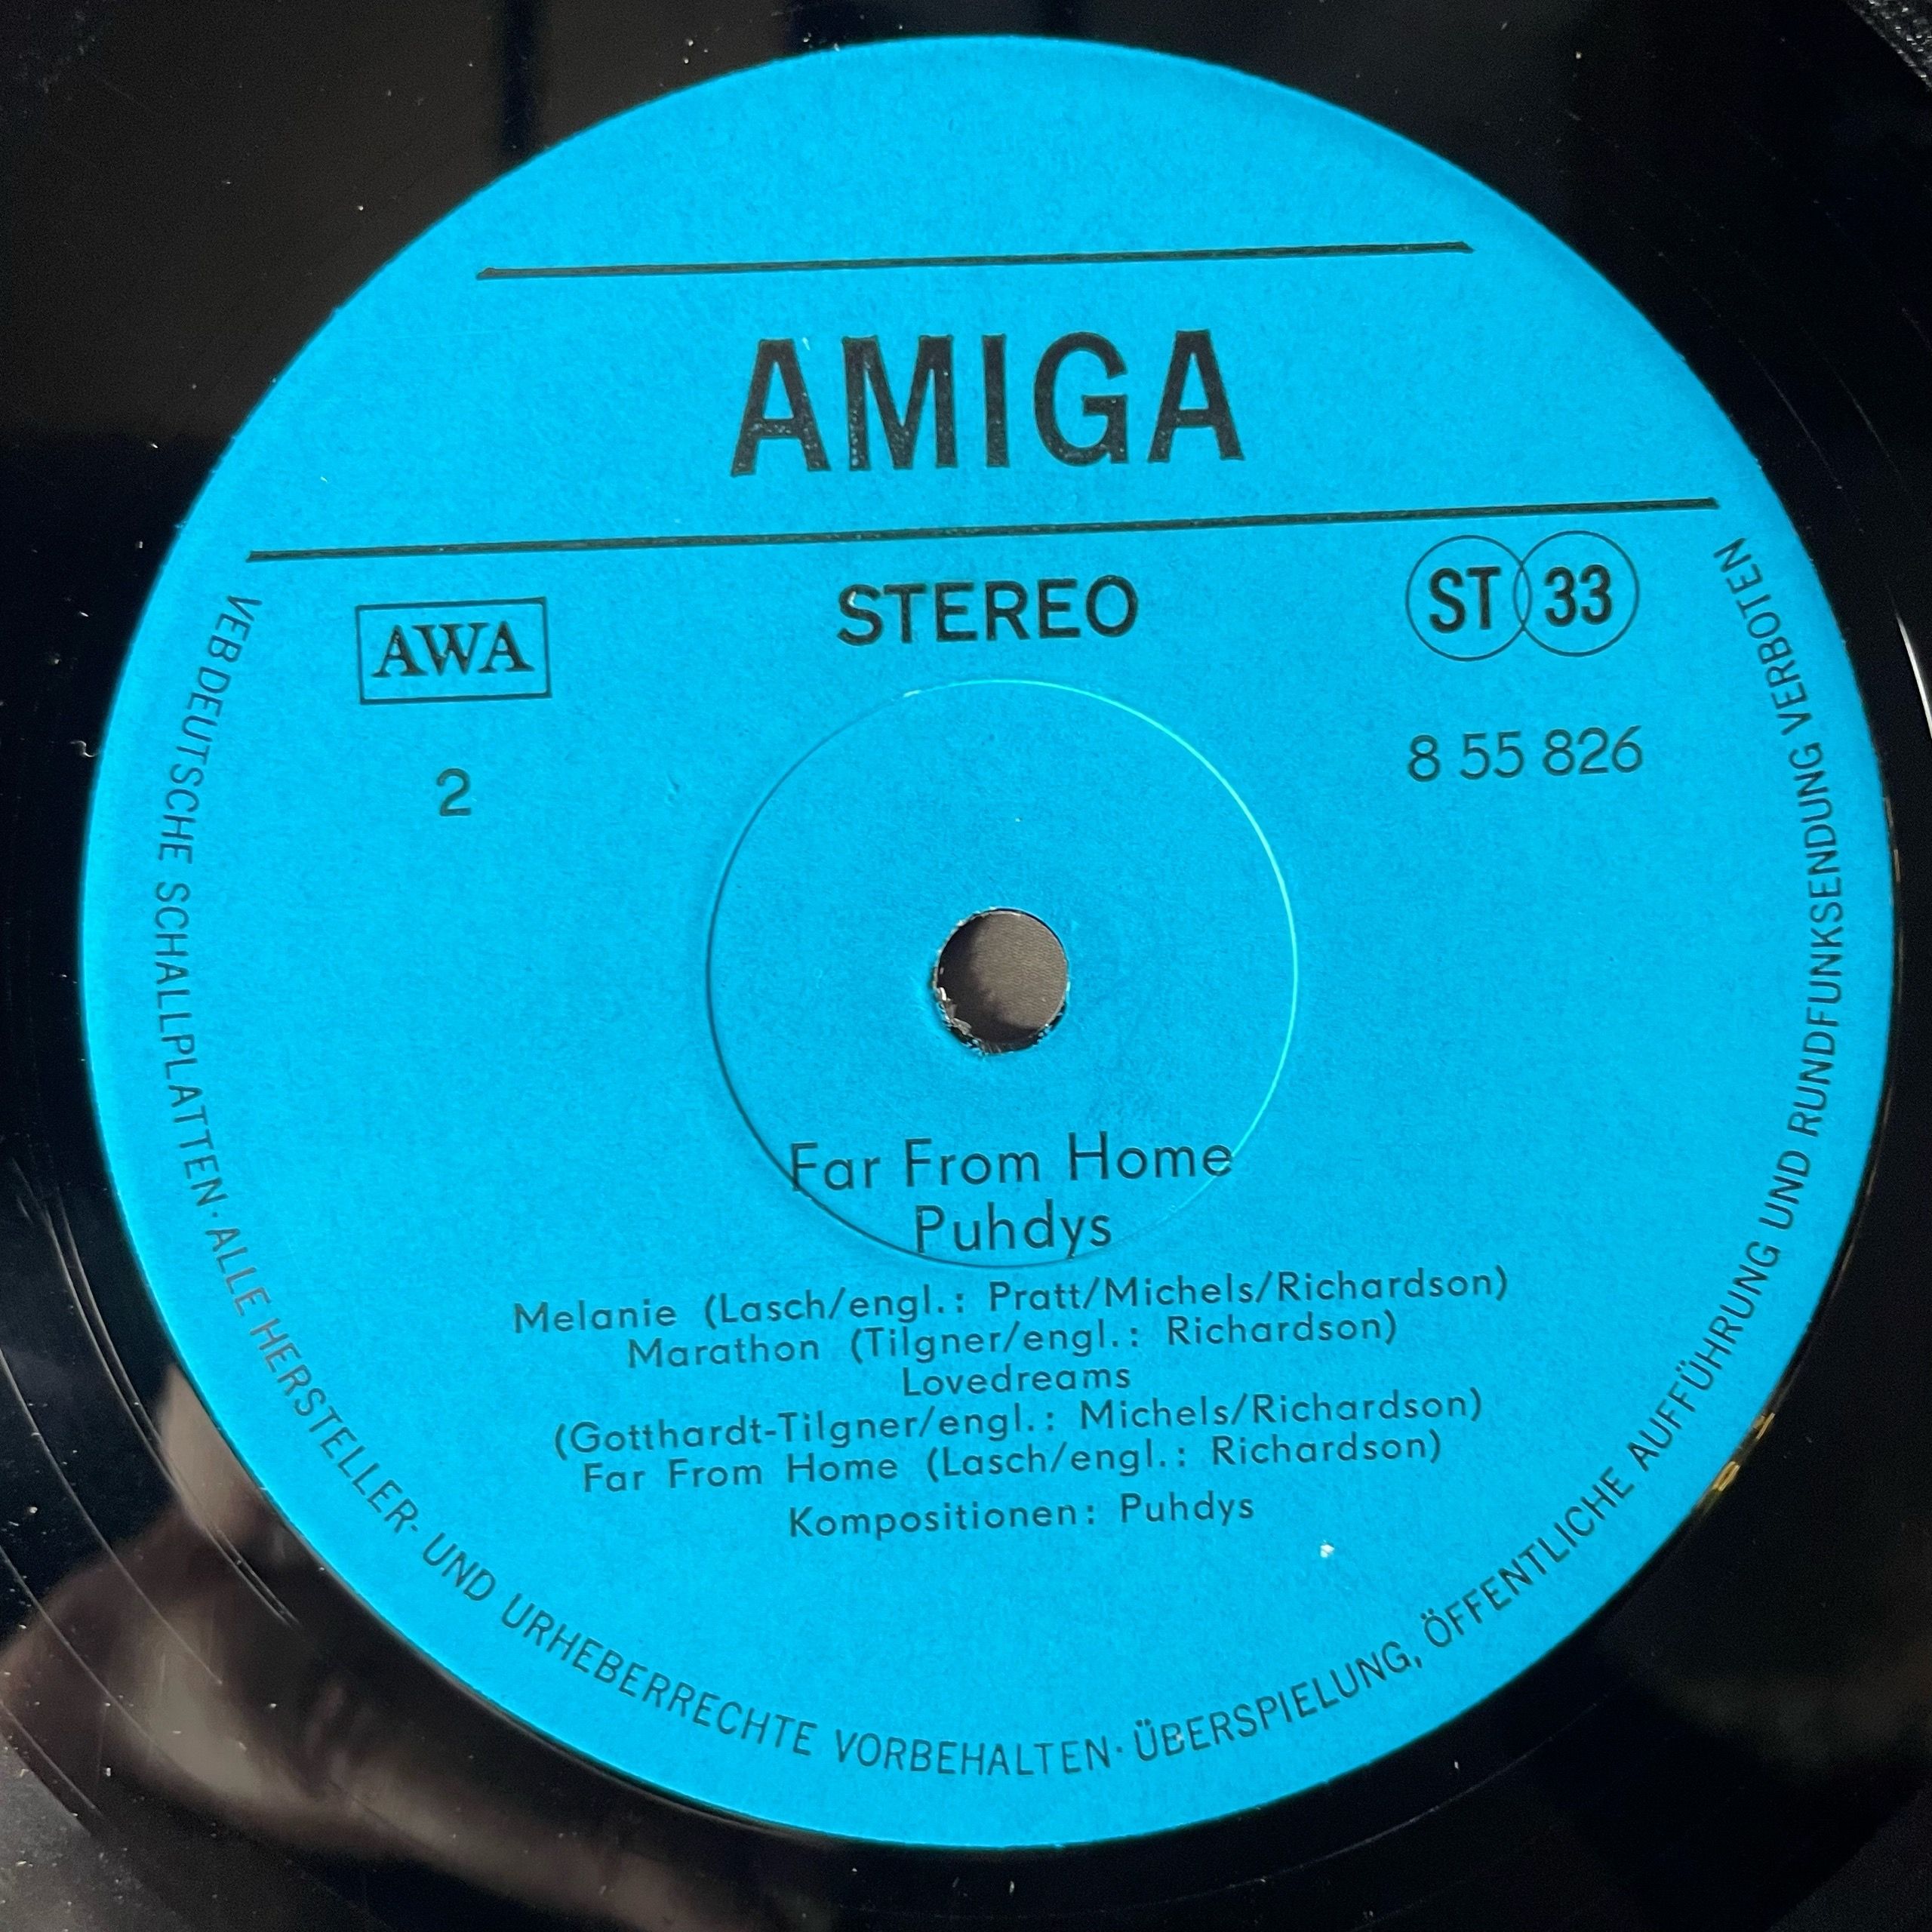 AMIGA
AWA
STEREO
ST 33
2
8 55 826
Far From Home
Puhdys
Melanie (Lasch/engl.: Pratt/Michels/Richardson)
Marathon (Tilgner/engl.: Richardson)
Lovedreams
(Gotthardt-Tilgner/engl.: Michels/Richardson)
Far From Home (Lasch/engl.: Richardson)
Kompositionen: Puhdys
VEB DEUTSCHE SCHALLPLATTEN · ALLE HERSTELLER- UND URHEBERRECHTE VORBEHALTEN · ÜBERSPIELUNG, ÖFFENTLICHE AUFFÜHRUNG UND RUNDFUNKSENDUNG VERBOTEN